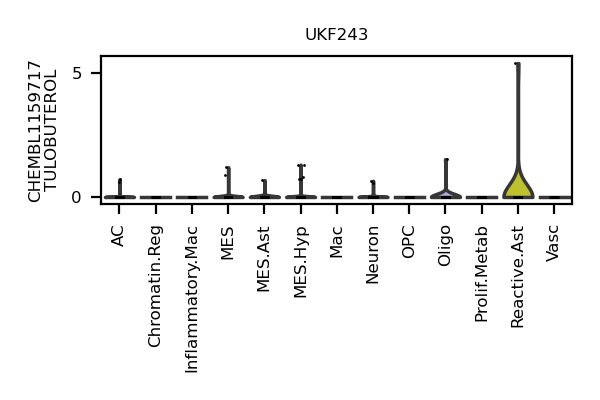 UKF243
CHEMBL1159717
TULOBUTEROL
5
0
AC
Chromatin.Reg
Inflammatory.Mac
MES
MES.Ast
MES.Hyp
Mac
Neuron
OPC
Oligo
Prolif.Metab
Reactive.Ast
Vasc